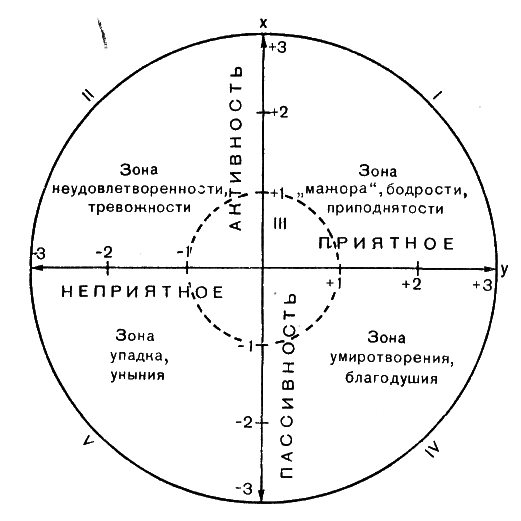 x
+3
II
I
+2
АКТИВНОСТЬ
Зона
неудовлетворенности,
тревожности
Зона
„мажора“, бодрости,
приподнятости
+1
III
ПРИЯТНОЕ
-3
-2
-1
y
+1
+2
+3
НЕПРИЯТНОЕ
ПАССИВНОСТЬ
Зона
упадка,
уныния
Зона
умиротворения,
благодушия
-1
-2
-3
V
IV